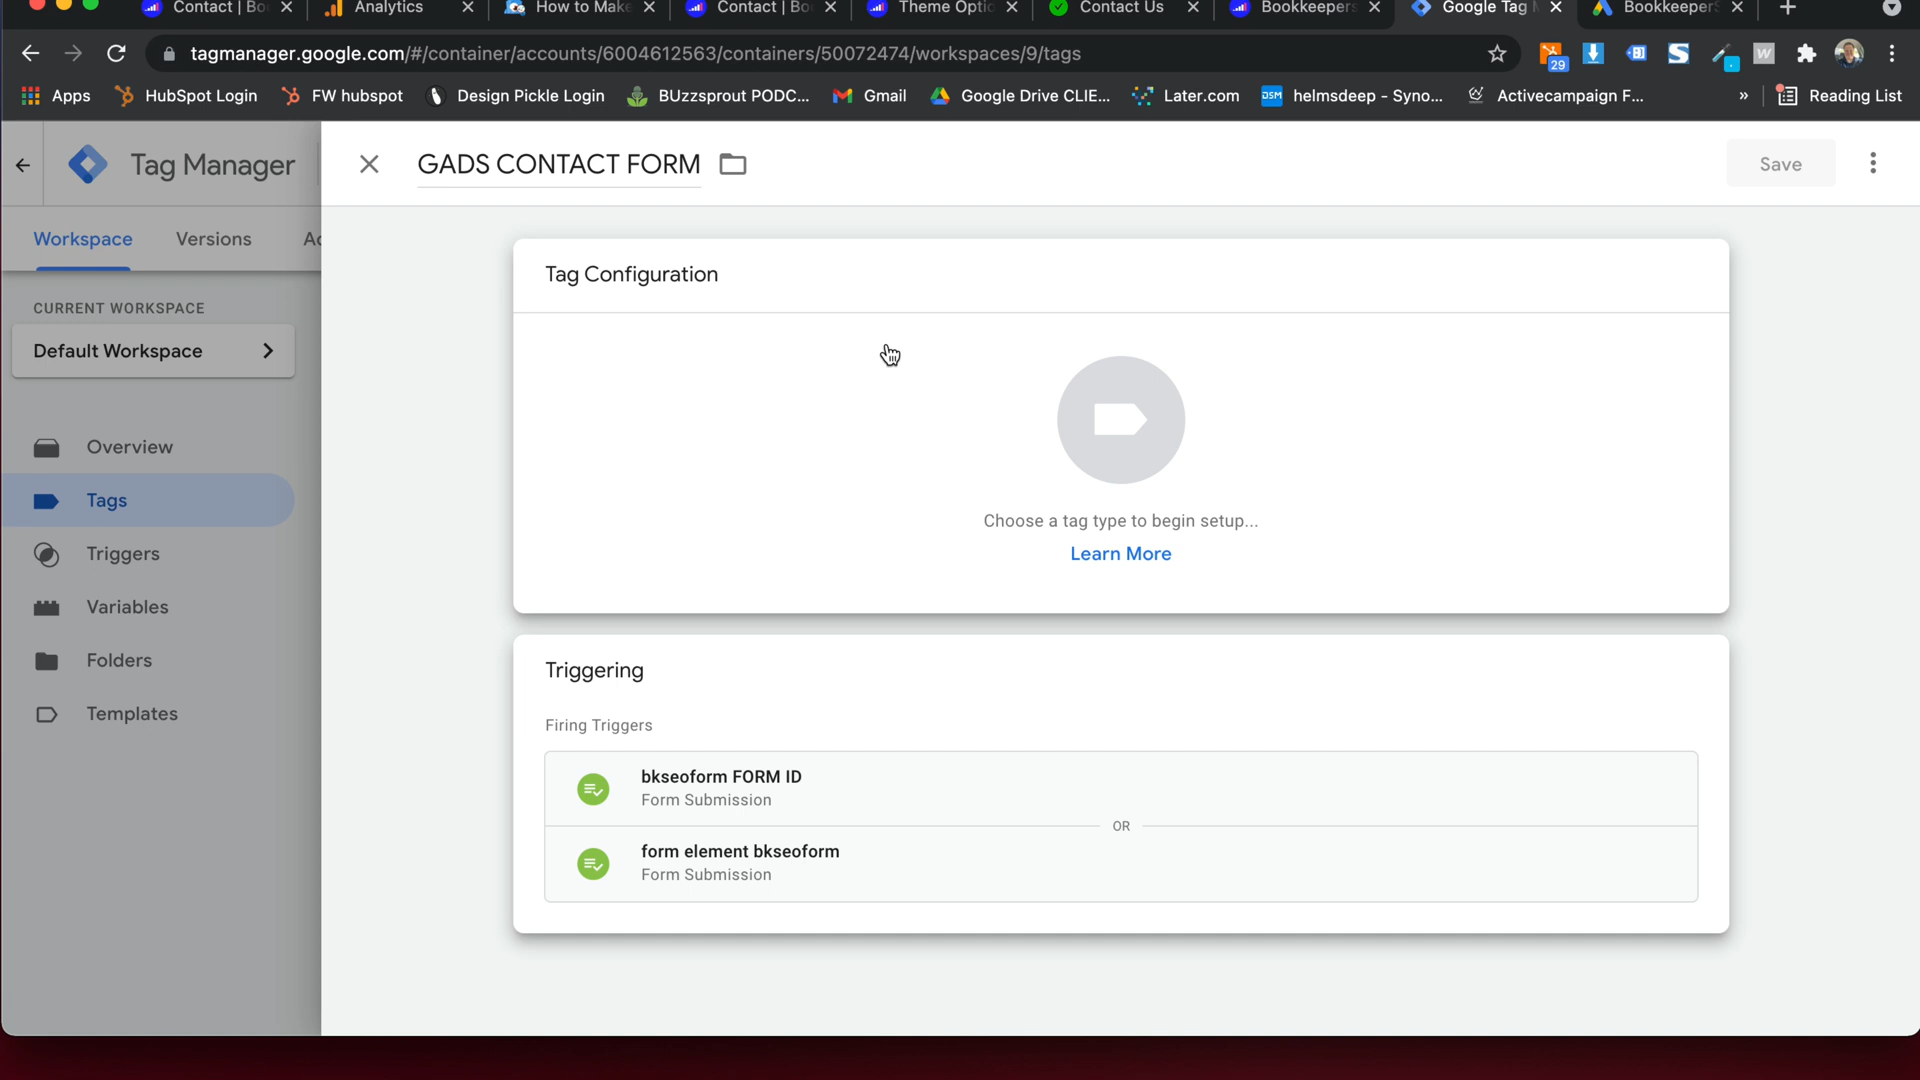 Contact | Bo
Analytics
How to Make
Contact | Bo
Theme Optio
Contact Us
Bookkeepers
Google Tag M
BookkeeperS
tagmanager.google.com/#/container/accounts/6004612563/containers/50072474/workspaces/9/tags
29
Apps
HubSpot Login
FW hubspot
Design Pickle Login
BUzzsprout PODC...
Gmail
Google Drive CLIE...
Later.com
DSM
helmsdeep - Syno...
Activecampaign F...
»
Reading List
Tag Manager
GADS CONTACT FORM
Save
Workspace
Versions
Ad
CURRENT WORKSPACE
Default Workspace
Overview
Tags
Triggers
Variables
Folders
Templates
Tag Configuration
Choose a tag type to begin setup...
Learn More
Triggering
Firing Triggers
bkseoform FORM ID
Form Submission
OR
form element bkseoform
Form Submission